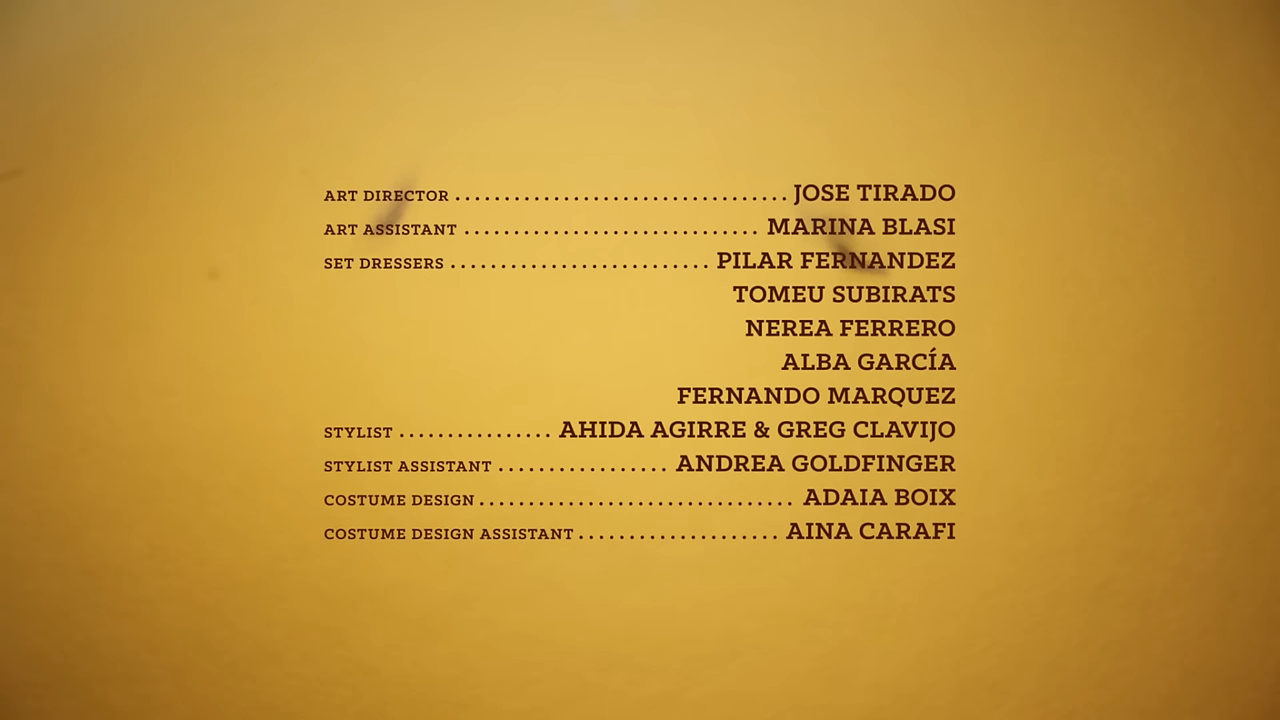 ART DIRECTOR ................................. JOSE TIRADO
ART ASSISTANT .............................. MARINA BLASI
SET DRESSERS ........................... PILAR FERNANDEZ
TOMEU SUBIRATS
NEREA FERRERO
ALBA GARCÍA
FERNANDO MARQUEZ
STYLIST ................ AHIDA AGIRRE & GREG CLAVIJO
STYLIST ASSISTANT ................. ANDREA GOLDFINGER
COSTUME DESIGN ................................ ADAIA BOIX
COSTUME DESIGN ASSISTANT .................... AINA CARAFI